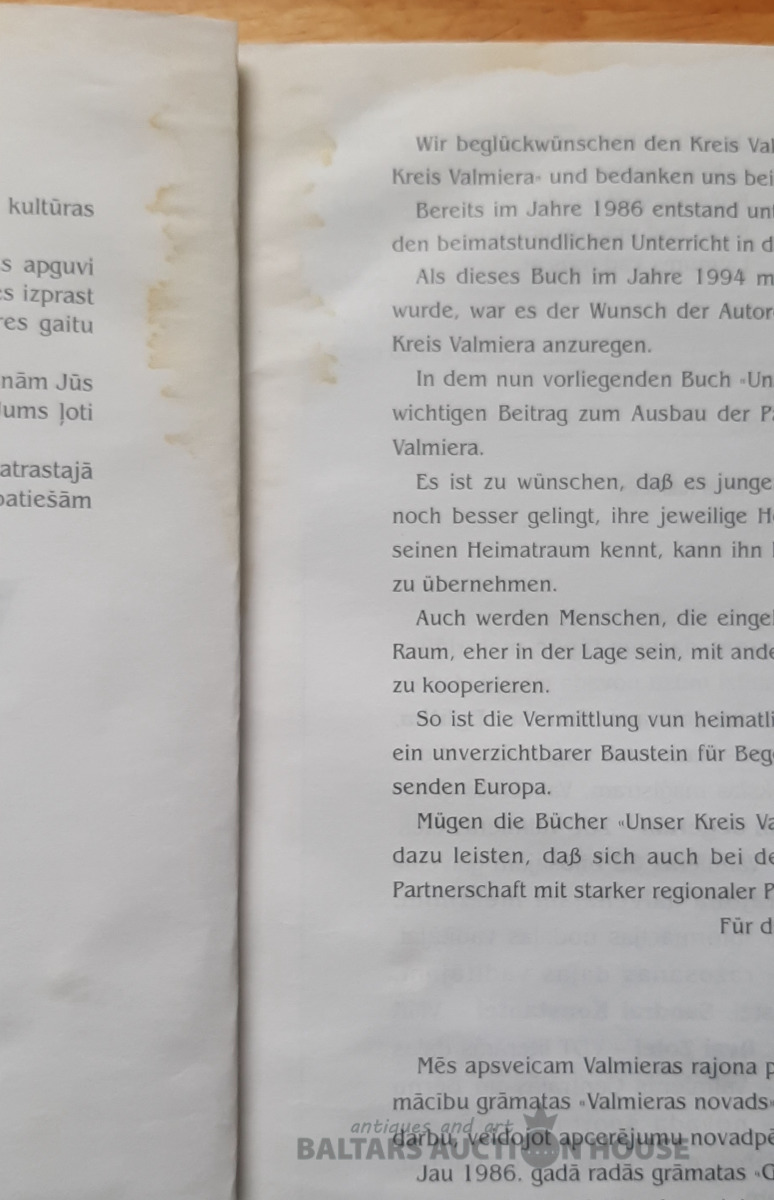 kultūras
s apguvi
es izprast
res gaitu
nām Jūs
Jums ļoti
atrastajā
patiešām
Wir beglückwünschen den Kreis Val
Kreis Valmiera» und bedanken uns bei
Bereits im Jahre 1986 entstand unt
den beimatstundlichen Unterricht in d
Als dieses Buch im Jahre 1994 m
wurde, war es der Wunsch der Autor
Kreis Valmiera anzuregen.
In dem nun vorliegenden Buch «Un
wichtigen Beitrag zum Ausbau der Pa
Valmiera.
Es ist zu wünschen, daß es junge
noch besser gelingt, ihre jeweilige He
seinen Heimatraum kennt, kann ihn
zu übernehmen.
Auch werden Menschen, die eingel
Raum, eher in der Lage sein, mit ande
zu kooperieren.
So ist die Vermittlung vun heimatli
ein unverzichtbarer Baustein für Bege
senden Europa.
Mügen die Bücher «Unser Kreis Va
dazu leisten, daß sich auch bei de
Partnerschaft mit starker regionaler P
Für d
Mēs apsveicam Valmieras rajona p
mācību grāmatas «Valmieras novads»
darbu, veidojot apcerējumu novadpē
Jau 1986. gadā radās grāmatas «G
antiques and art
BALTARS AUCTION HOUSE